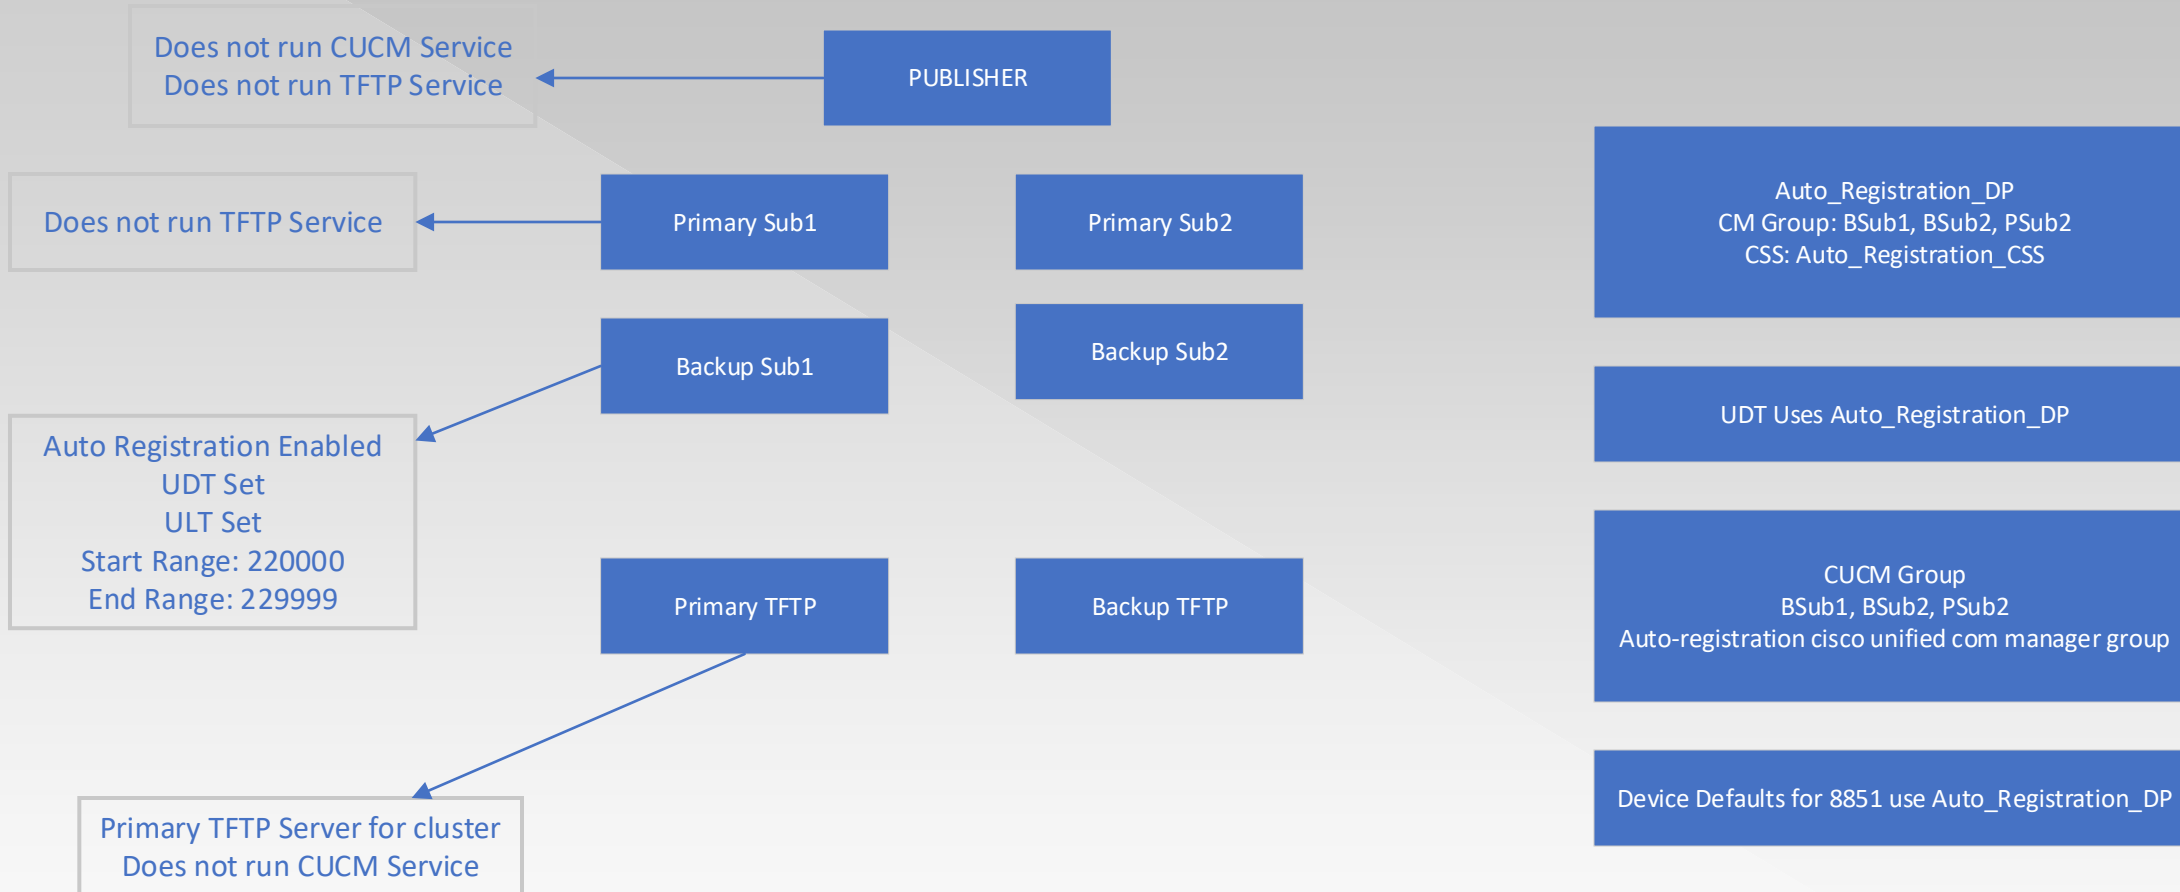 Does not run CUCM Service
Does not run TFTP Service
PUBLISHER
Does not run TFTP Service
Primary Sub1
Primary Sub2
Backup Sub1
Backup Sub2
Auto Registration Enabled
UDT Set
ULT Set
Start Range: 220000
End Range: 229999
Primary TFTP
Backup TFTP
Primary TFTP Server for cluster
Does not run CUCM Service
Auto_Registration_DP
CM Group: BSub1, BSub2, PSub2
CSS: Auto_Registration_CSS
UDT Uses Auto_Registration_DP
CUCM Group
BSub1, BSub2, PSub2
Auto-registration cisco unified com manager group
Device Defaults for 8851 use Auto_Registration_DP